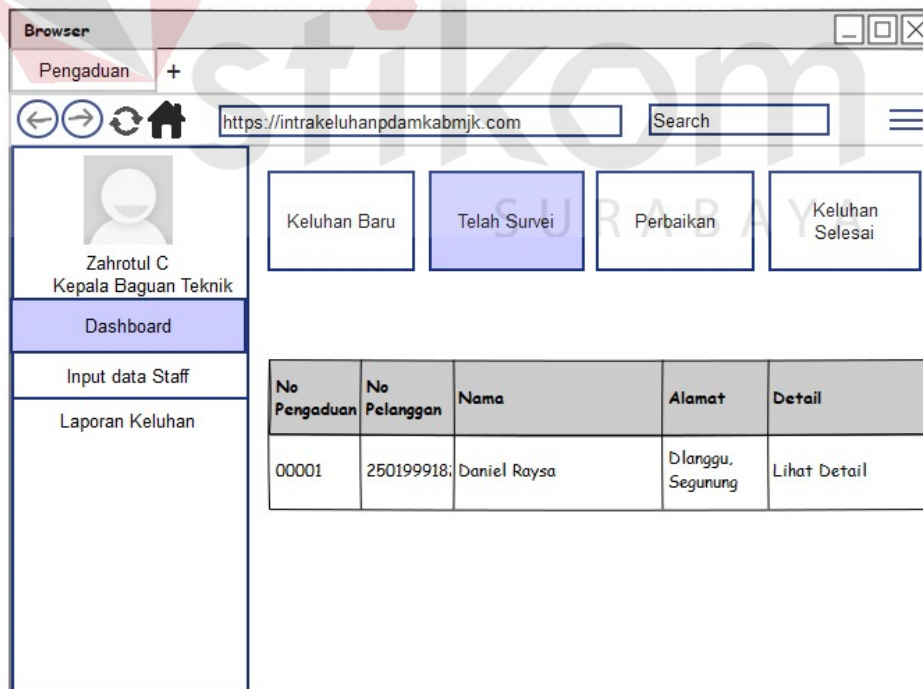 Browser
Pengaduan +
https://intrakeluhanpdamkabmjk.com
Search
stikom
SURABAYA
Zahrotul C
Kepala Baguan Teknik
Dashboard
Input data Staff
Laporan Keluhan
Keluhan Baru
Telah Survei
Perbaikan
Keluhan
Selesai
No
Pengaduan
No
Pelanggan
Nama
Alamat
Detail
00001
Daniel Raysa
Dlanggu,
Segunung
Lihat Detail